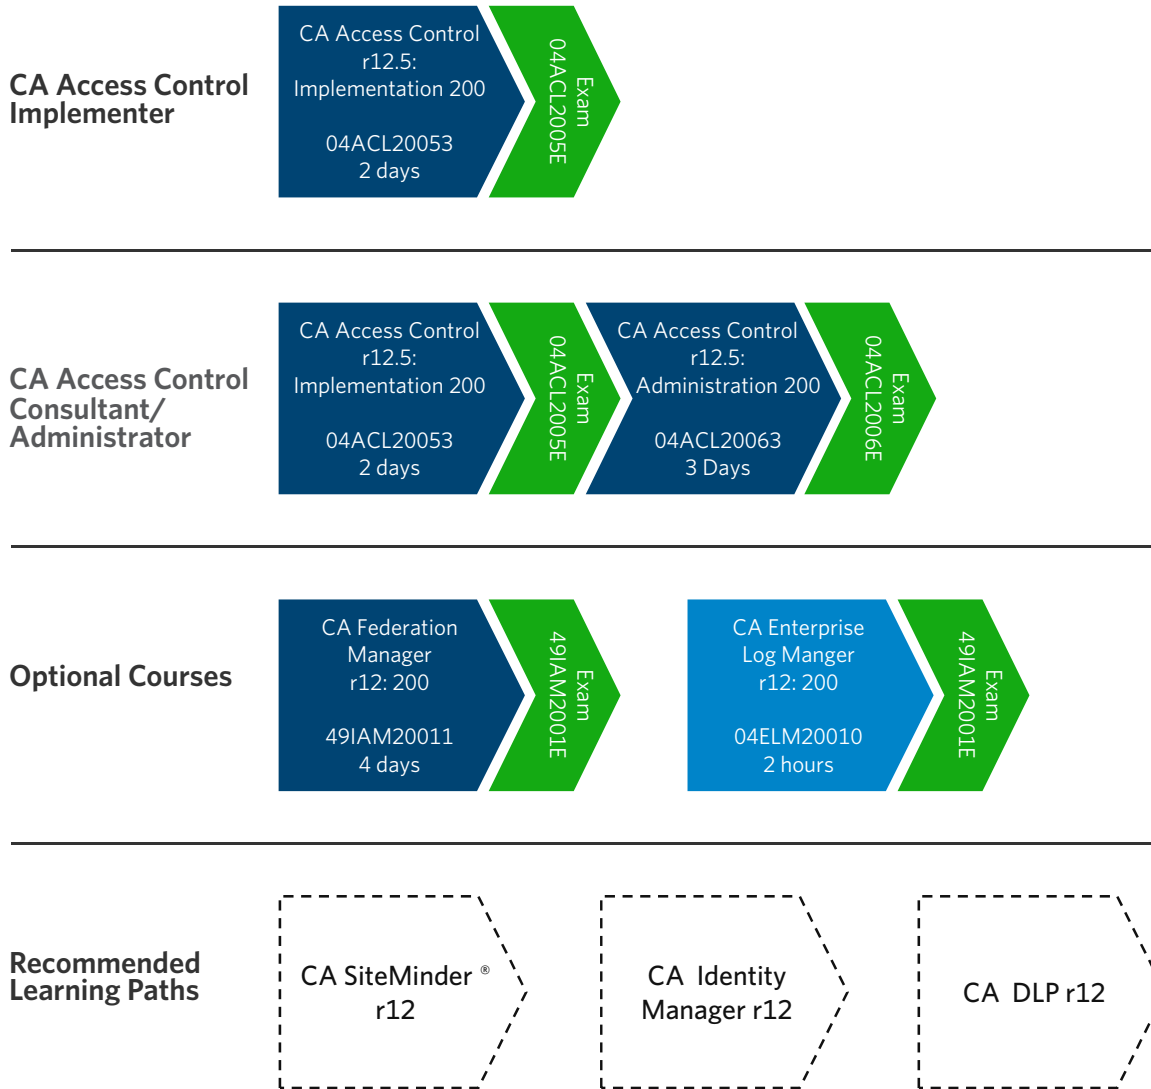 CA Access Control
Implementer
CA Access Control
r12.5:
Implementation 200
04ACL20053
2 days
Exam
04ACL2005E
CA Access Control
Consultant/
Administrator
CA Access Control
r12.5:
Implementation 200
04ACL20053
2 days
Exam
04ACL2005E
CA Access Control
r12.5:
Administration 200
04ACL20063
3 Days
Exam
04ACL2006E
Optional Courses
CA Federation
Manager
r12: 200
49IAM20011
4 days
Exam
49IAM2001E
CA Enterprise
Log Manger
r12: 200
04ELM20010
2 hours
Exam
49IAM2001E
Recommended
Learning Paths
CA SiteMinder ®
r12
CA Identity
Manager r12
CA DLP r12